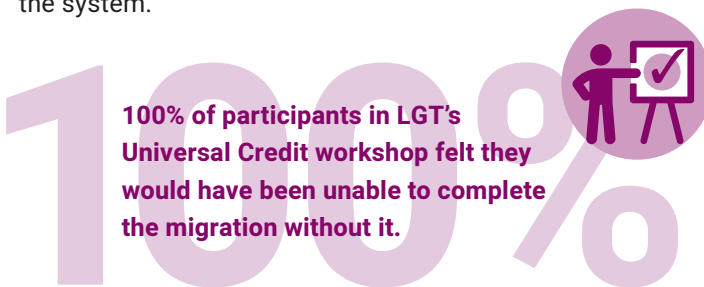 the system.
100%
100% of participants in LGT's
Universal Credit workshop felt they
would have been unable to complete
the migration without it.